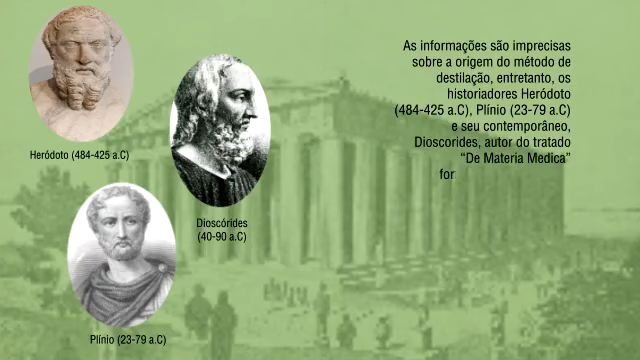 As informações são imprecisas
sobre a origem do método de
destilação, entretanto, os
historiadores Heródoto
(484-425 a.C), Plínio (23-79 a.C)
e seu contemporâneo,
Dioscorides, autor do tratado
“De Materia Medica”
for
Heródoto (484-425 a.C)
Dioscórides
(40-90 a.C)
Plínio (23-79 a.C)